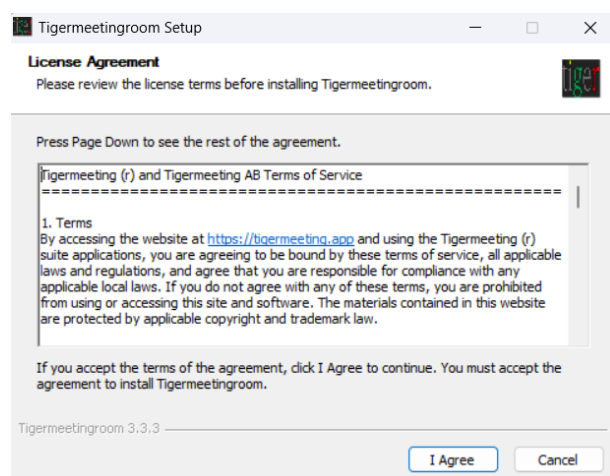 Tigermeetingroom Setup
License Agreement
Please review the license terms before installing Tigermeetingroom.
tiger
Press Page Down to see the rest of the agreement.
Tigermeeting (r) and Tigermeeting AB Terms of Service
=======================================================
1. Terms
By accessing the website at https://tigermeeting.app and using the Tigermeeting (r)
suite applications, you are agreeing to be bound by these terms of service, all applicable
laws and regulations, and agree that you are responsible for compliance with any
applicable local laws. If you do not agree with any of these terms, you are prohibited
from using or accessing this site and software. The materials contained in this website
are protected by applicable copyright and trademark law.
If you accept the terms of the agreement, click I Agree to continue. You must accept the
agreement to install Tigermeetingroom.
Tigermeetingroom 3.3.3
I Agree Cancel